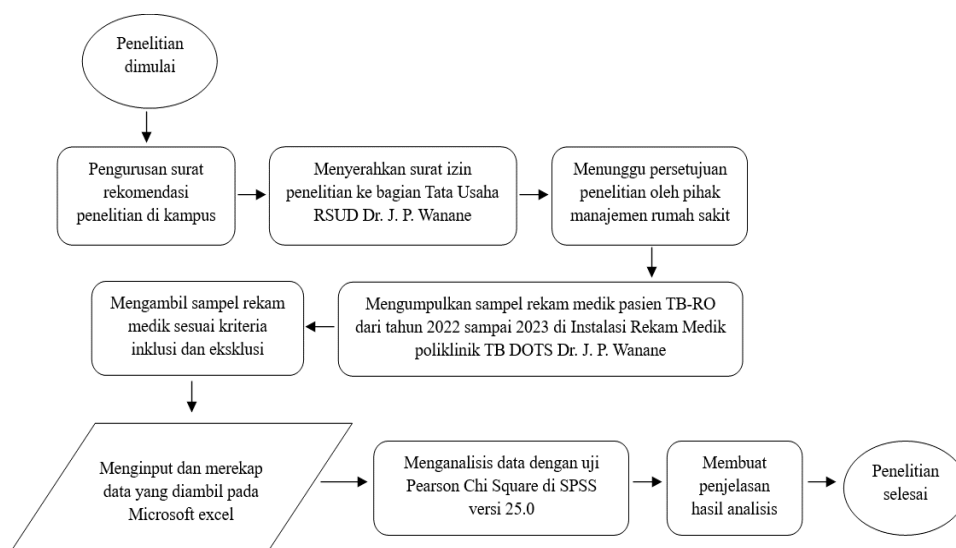 Penelitian
dimulai
Pengurusan surat
rekomendasi
penelitian di kampus
Menyerahkan surat izin
penelitian ke bagian Tata Usaha
RSUD Dr. J. P. Wanane
Menunggu persetujuan
penelitian oleh pihak
manajemen rumah sakit
Mengumpulkan sampel rekam medik pasien TB-RO
dari tahun 2022 sampai 2023 di Instalasi Rekam Medik
poliklinik TB DOTS Dr. J. P. Wanane
Mengambil sampel rekam
medik sesuai kriteria
inklusi dan eksklusi
Menginput dan merekap
data yang diambil pada
Microsoft excel
Menganalisis data dengan uji
Pearson Chi Square di SPSS
versi 25.0
Membuat
penjelasan
hasil analisis
Penelitian
selesai